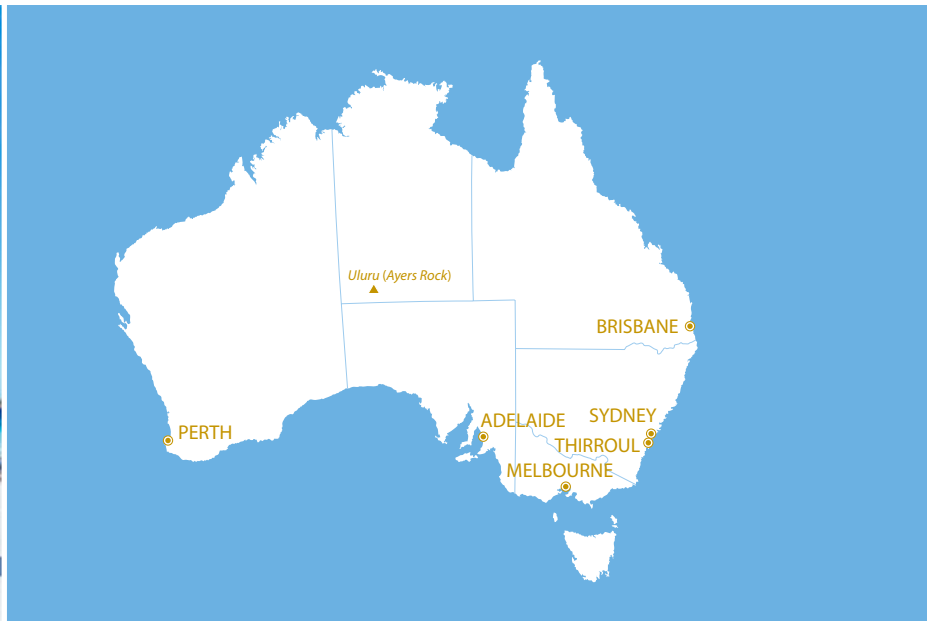 Uluru (Ayers Rock)
BRISBANE
SYDNEY
ADELAIDE
PERTH
THIRROUL
MELBOURNE